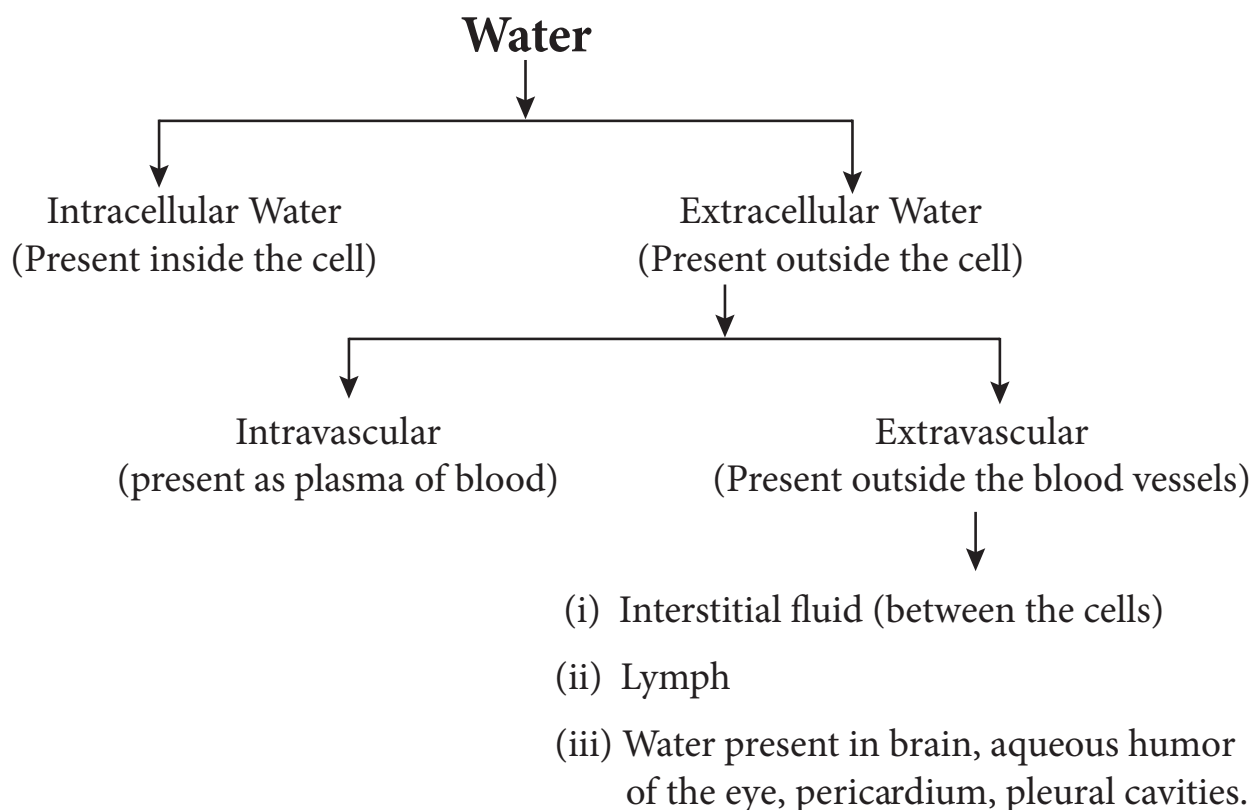 Water
Intracellular Water
(Present inside the cell)
Extracellular Water
(Present outside the cell)
Intravascular
(present as plasma of blood)
Extravascular
(Present outside the blood vessels)
(i) Interstitial fluid (between the cells)
(ii) Lymph
(iii) Water present in brain, aqueous humor
of the eye, pericardium, pleural cavities.